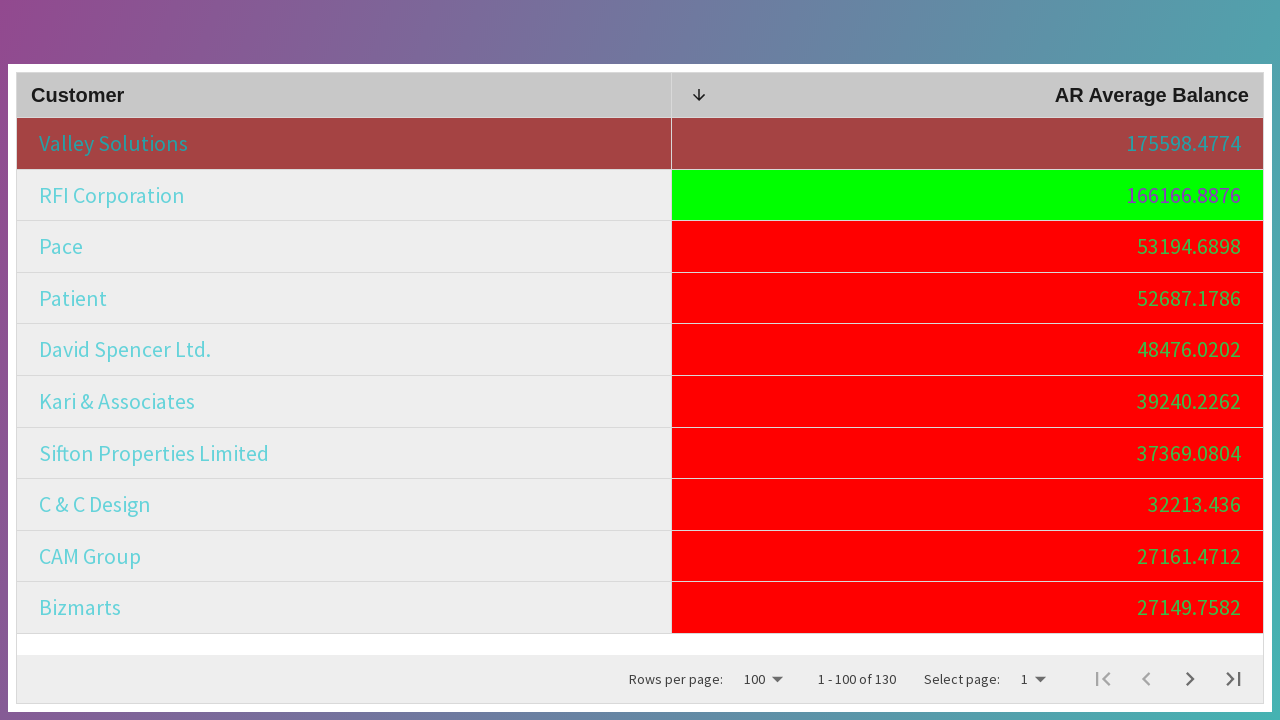 Customer AR Average Balance
Valley Solutions 175598.4774
RFI Corporation 166166.8876
Pace 53194.6898
Patient 52687.1786
David Spencer Ltd. 48476.0202
Kari & Associates 39240.2262
Sifton Properties Limited 37369.0804
C & C Design 32213.436
CAM Group 27161.4712
Bizmarts 27149.7582
Rows per page: 100 1 - 100 of 130 Select page: 1